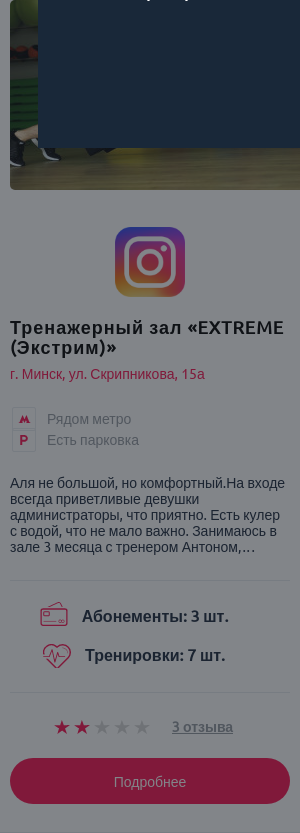 Тренажерный зал «EXTREME
(Экстрим)»
г. Минск, ул. Скрипникова, 15а
Рядом метро
P Есть парковка
Аля не большой, но комфортный.На входе
всегда приветливые девушки
администраторы, что приятно. Есть кулер
с водой, что не мало важно. Занимаюсь в
зале 3 месяца с тренером Антоном,...
Абонементы: 3 шт.
Тренировки: 7 шт.
3 отзыва
Подробнее